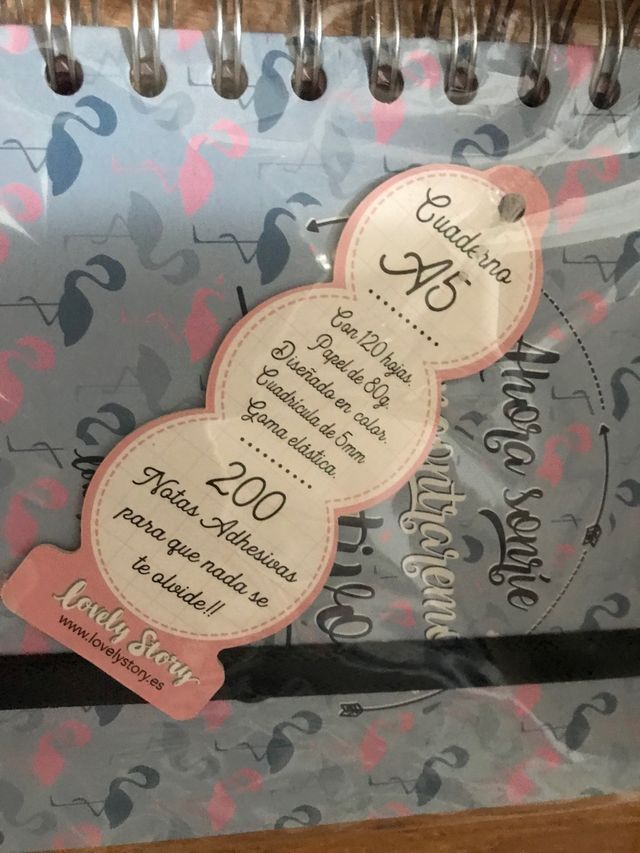 Cuaderno
A5
Con 120 hojas.
Papel de 80g.
Diseñado en color.
Cuadricula de 5mm
Goma elástica.
200
Notas Adhesivas
para que nada se
te olvide!!
Lovely Story
www.lovelystory.es
Ahora sonríe